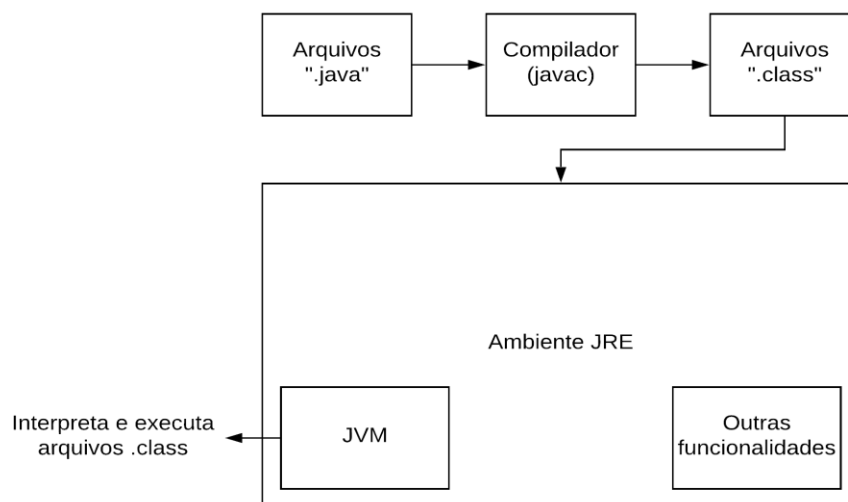 Arquivos
".java"
Compilador
(javac)
Arquivos
".class"
Ambiente JRE
Interpreta e executa
arquivos .class
JVM
Outras
funcionalidades